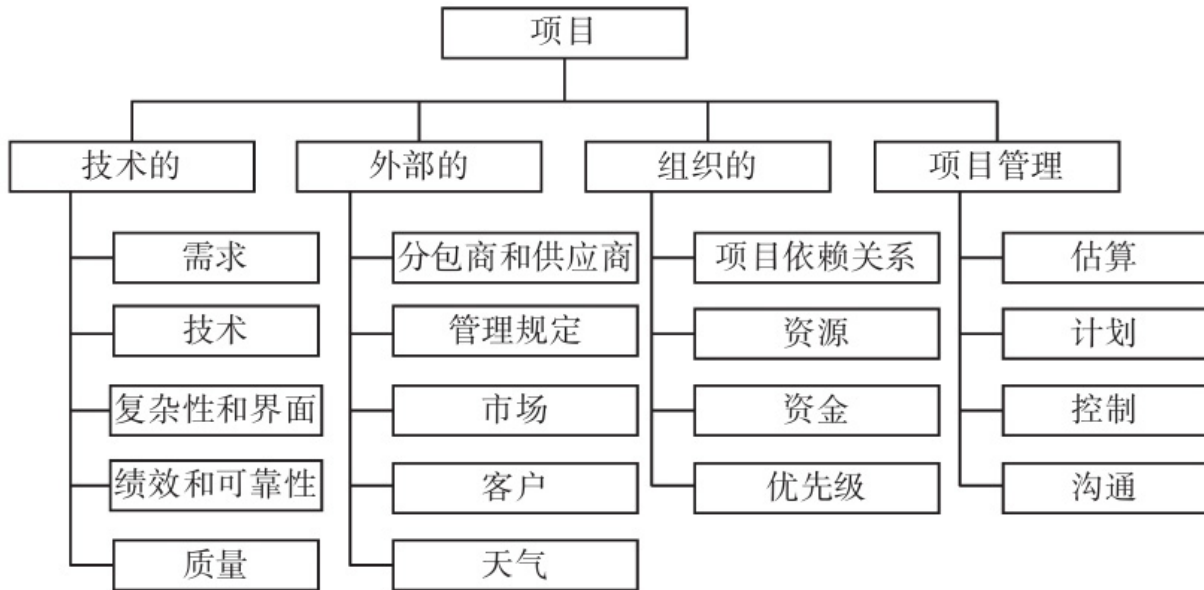 项目
技术的
外部的
组织的
项目管理
需求
分包商和供应商
项目依赖关系
估算
技术
管理规定
资源
计划
复杂性和界面
市场
资金
控制
绩效和可靠性
客户
优先级
沟通
质量
天气